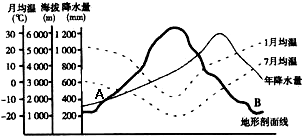 月均温 海拔 降水量
(℃) (m) (mm)
30 6 000 1 200
20 5 000 1 000
10 4 000 800
0 3 000 600
-10 2 000 400
-20 1 000 200
A
B
1月均温
7月均温
年降水量
地形剖面线